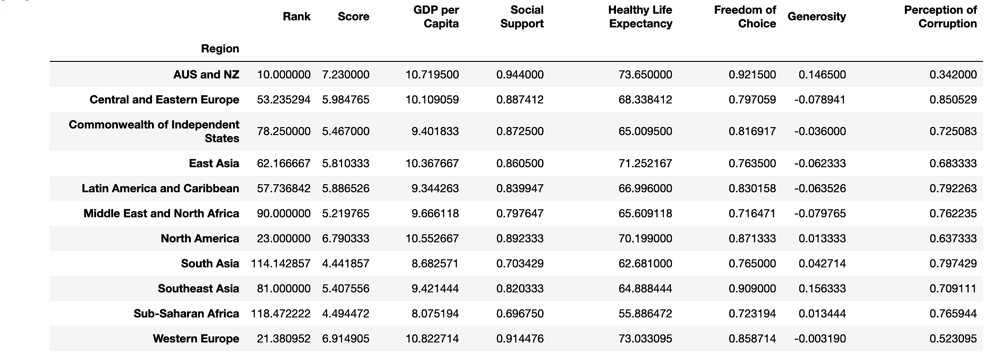 Rank Score GDP per Capita Social Support Healthy Life Expectancy Freedom of Choice Generosity Perception of Corruption
Region
AUS and NZ 10.000000 7.230000 10.719500 0.944000 73.650000 0.921500 0.146500 0.342000
Central and Eastern Europe 53.235294 5.984765 10.109059 0.887412 68.338412 0.797059 -0.078941 0.850529
Commonwealth of Independent States 78.250000 5.467000 9.401833 0.872500 65.009500 0.816917 -0.036000 0.725083
East Asia 62.166667 5.810333 10.367667 0.860500 71.252167 0.763500 -0.062333 0.683333
Latin America and Caribbean 57.736842 5.886526 9.344263 0.839947 66.996000 0.830158 -0.063526 0.792263
Middle East and North Africa 90.000000 5.219765 9.666118 0.797647 65.609118 0.716471 -0.079765 0.762235
North America 23.000000 6.790333 10.552667 0.892333 70.199000 0.871333 0.013333 0.637333
South Asia 114.142857 4.441857 8.682571 0.703429 62.681000 0.765000 0.042714 0.797429
Southeast Asia 81.000000 5.407556 9.421444 0.820333 64.888444 0.909000 0.156333 0.709111
Sub-Saharan Africa 118.472222 4.494472 8.075194 0.696750 55.886472 0.723194 0.013444 0.765944
Western Europe 21.380952 6.914905 10.822714 0.914476 73.033095 0.858714 -0.003190 0.523095